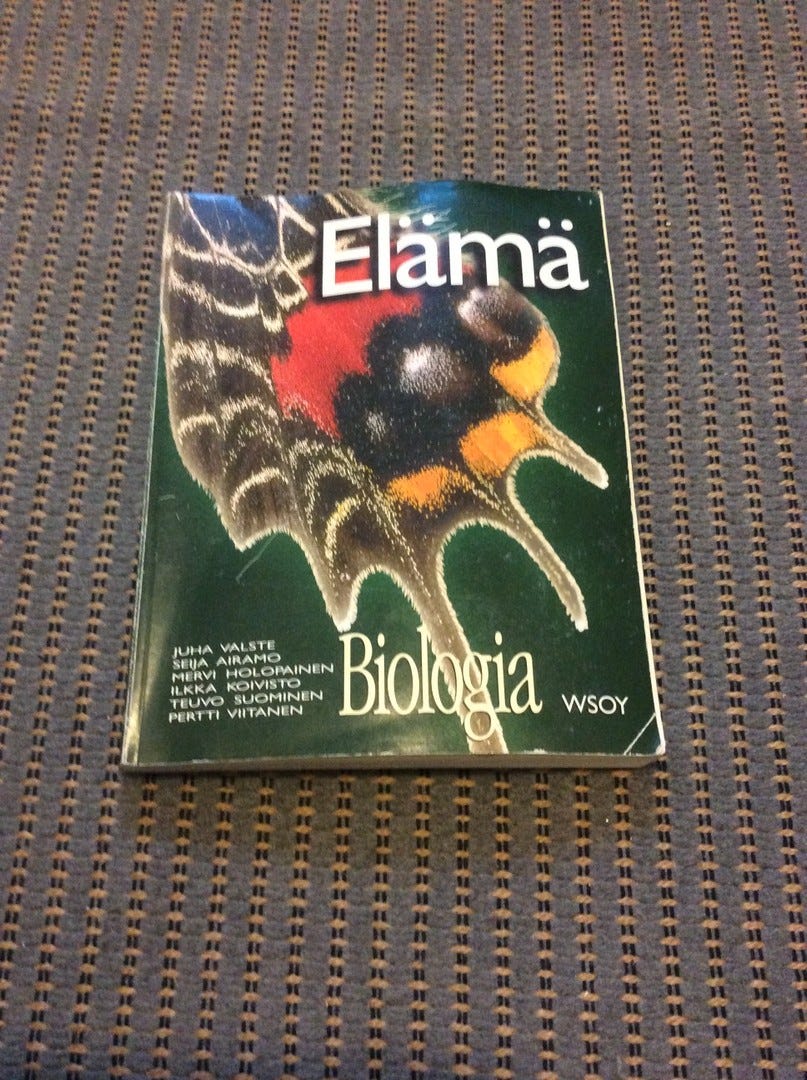 Elämä
JUHA VALSTE
SEIJA AIRAMO
MERVI HOLOPAINEN
ILKKA KOIVISTO
TEUVO SUOMINEN
PERTTI VIITANEN
Biologia
WSOY